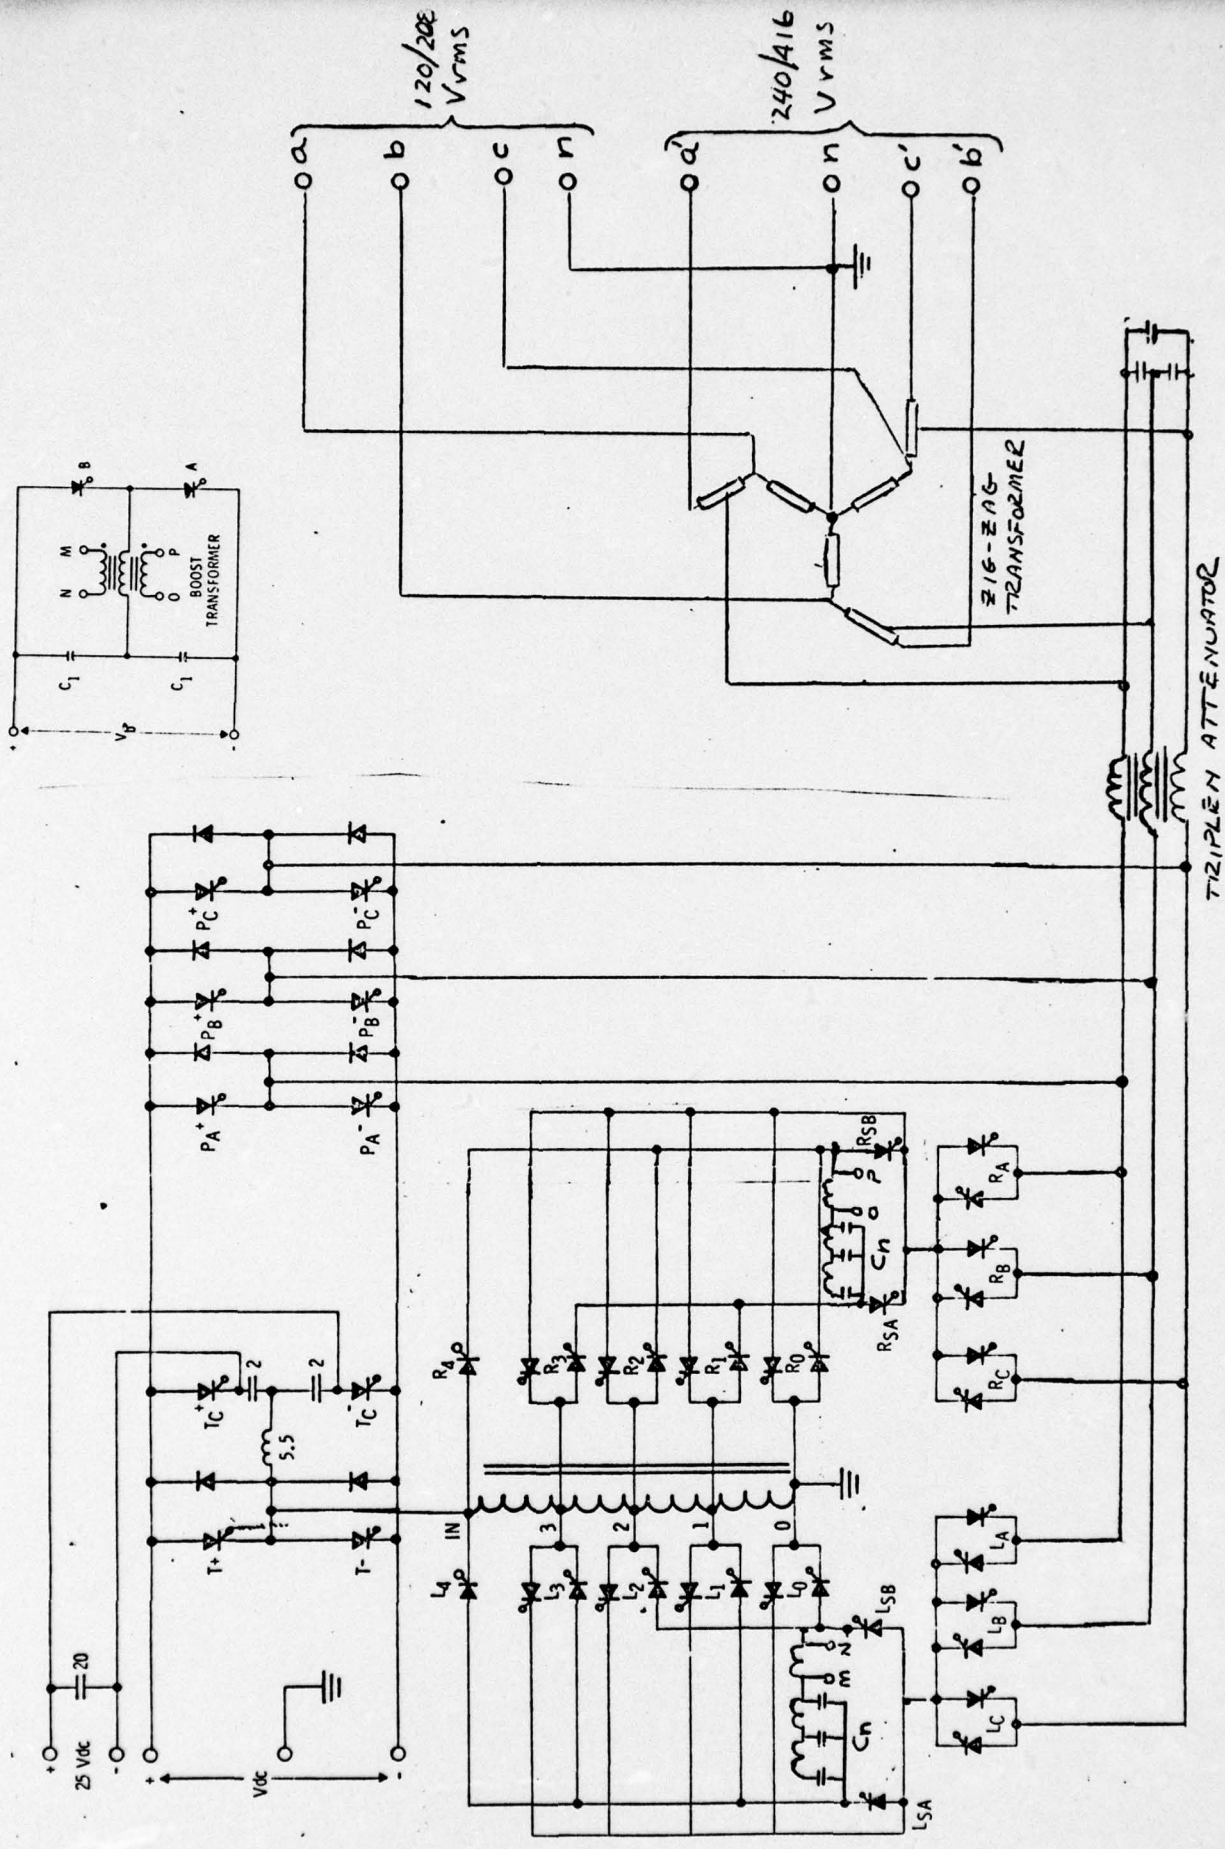 120/208
Vrms
a
b
c
n
240/416
Vrms
a'
n
c'
b'
B
A
N M
O P
BOOST
TRANSFORMER
C1
C1
+
-
ZIG-ZAG
TRANSFORMER
TRIPLEN ATTENUATOR
PA+
PB+
PC+
PA-
PB-
PC-
TC+
TC-
2
2
5.5
T+
T-
20
+
25 Vdc
-
+
Vdc
-
R4
R3
R2
R1
R0
RSA
RSB
Cn
O
P
RA
RB
RC
IN
3
2
1
0
L4
L3
L2
L1
L0
LSB
LSA
Cn
M
N
LA
LB
LC